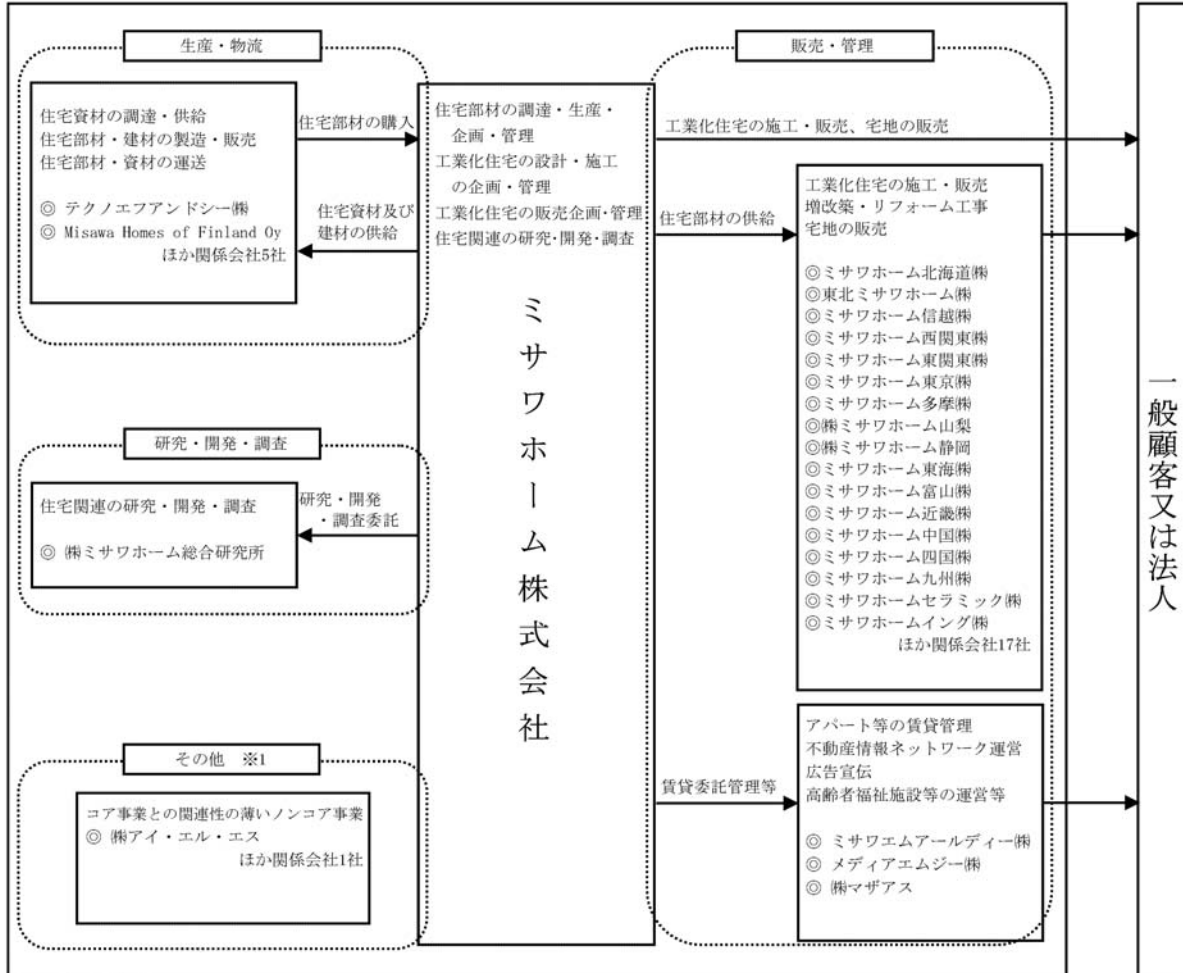 生産・物流
住宅資材の調達・供給
住宅部材・建材の製造・販売
住宅部材・資材の運送
◎ テクノエフアンドシー㈱
◎ Misawa Homes of Finland Oy
ほか関係会社5社
住宅部材の購入
住宅資材及び
建材の供給
研究・開発・調査
住宅関連の研究・開発・調査
◎ ㈱ミサワホーム総合研究所
研究・開発
・調査委託
その他 ※1
コア事業との関連性の薄いノンコア事業
◎ ㈱アイ・エル・エス
ほか関係会社1社
住宅部材の調達・生産・
企画・管理
工業化住宅の設計・施工
の企画・管理
工業化住宅の販売企画・管理
住宅関連の研究・開発・調査
ミサワホーム株式会社
販売・管理
工業化住宅の施工・販売、宅地の販売
住宅部材の供給
工業化住宅の施工・販売
増改築・リフォーム工事
宅地の販売
◎ミサワホーム北海道㈱
◎東北ミサワホーム㈱
◎ミサワホーム信越㈱
◎ミサワホーム西関東㈱
◎ミサワホーム東関東㈱
◎ミサワホーム東京㈱
◎ミサワホーム多摩㈱
◎㈱ミサワホーム山梨
◎㈱ミサワホーム静岡
◎ミサワホーム東海㈱
◎ミサワホーム富山㈱
◎ミサワホーム近畿㈱
◎ミサワホーム中国㈱
◎ミサワホーム四国㈱
◎ミサワホーム九州㈱
◎ミサワホームセラミック㈱
◎ミサワホームイング㈱
ほか関係会社17社
賃貸委託管理等
アパート等の賃貸管理
不動産情報ネットワーク運営
広告宣伝
高齢者福祉施設等の運営等
◎ ミサワエムアールディー㈱
◎ メディアエムジー㈱
◎ ㈱マザアス
一般顧客又は法人